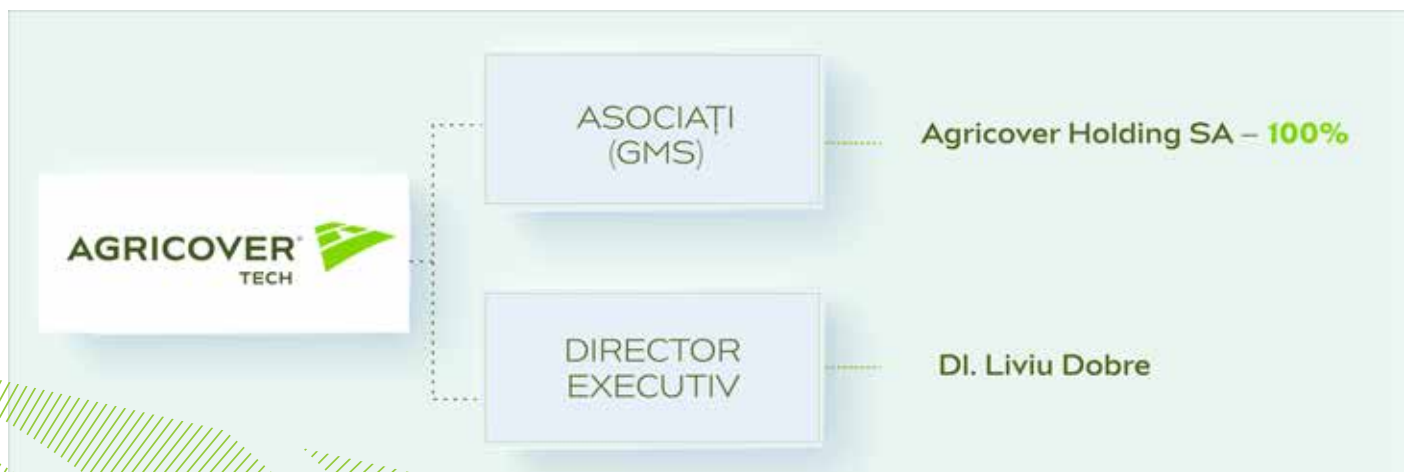 AGRICOVER®
TECH
ASOCIAȚI
(GMS)
Agricover Holding SA – 100%
DIRECTOR
EXECUTIV
Dl. Liviu Dobre